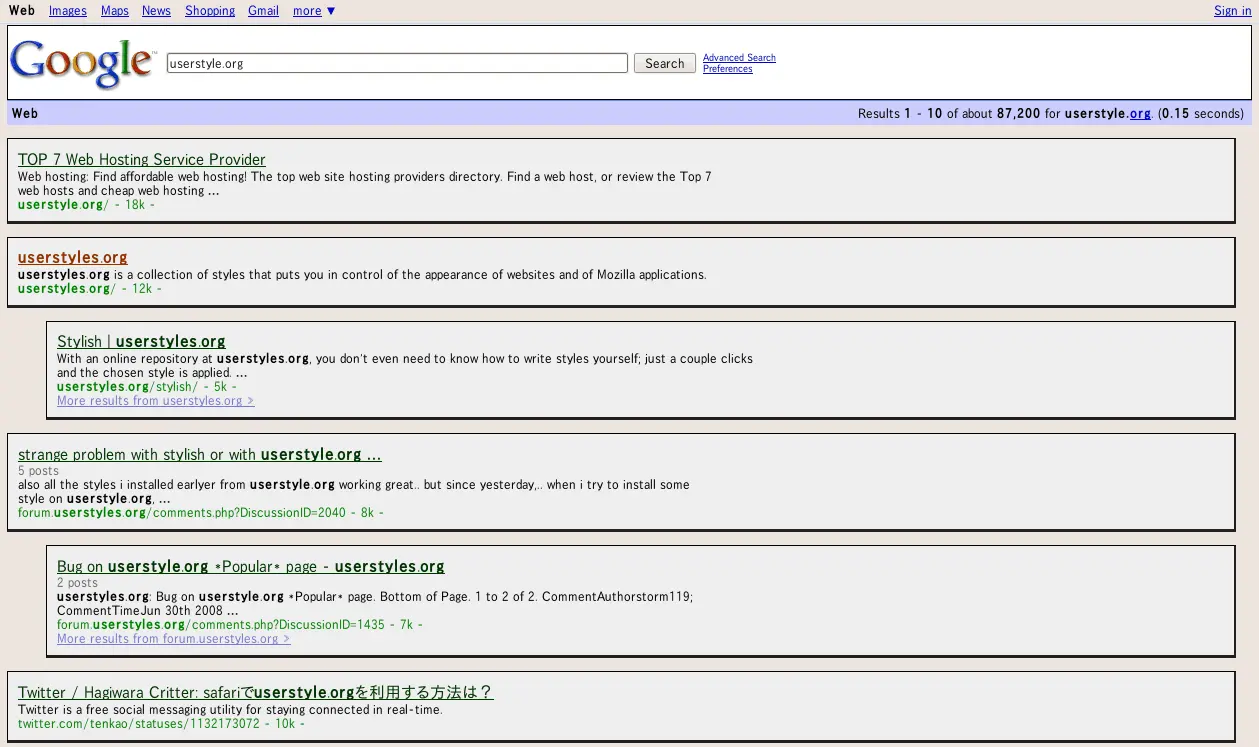 Web Images Maps News Shopping Gmail more ▼ Sign in
Google™ userstyle.org Search Advanced Search
Preferences
Web Results 1 - 10 of about 87,200 for userstyle.org. (0.15 seconds)
TOP 7 Web Hosting Service Provider
Web hosting: Find affordable web hosting! The top web site hosting providers directory. Find a web host, or review the Top 7
web hosts and cheap web hosting ...
userstyle.org/ - 18k -
userstyles.org
userstyles.org is a collection of styles that puts you in control of the appearance of websites and of Mozilla applications.
userstyles.org/ - 12k -
Stylish | userstyles.org
With an online repository at userstyles.org, you don't even need to know how to write styles yourself; just a couple clicks
and the chosen style is applied. ...
userstyles.org/stylish/ - 5k -
More results from userstyles.org >
strange problem with stylish or with userstyle.org ...
5 posts
also all the styles i installed earlyer from userstyle.org working great.. but since yesterday,.. when i try to install some
style on userstyle.org, ...
forum.userstyles.org/comments.php?DiscussionID=2040 - 8k -
Bug on userstyle.org *Popular* page - userstyles.org
2 posts
userstyles.org: Bug on userstyle.org *Popular* page. Bottom of Page. 1 to 2 of 2. CommentAuthorstorm119;
CommentTimeJun 30th 2008 ...
forum.userstyles.org/comments.php?DiscussionID=1435 - 7k -
More results from forum.userstyles.org >
Twitter / Hagiwara Critter: safariでuserstyle.orgを利用する方法は？
Twitter is a free social messaging utility for staying connected in real-time.
twitter.com/tenkao/statuses/1132173072 - 10k -